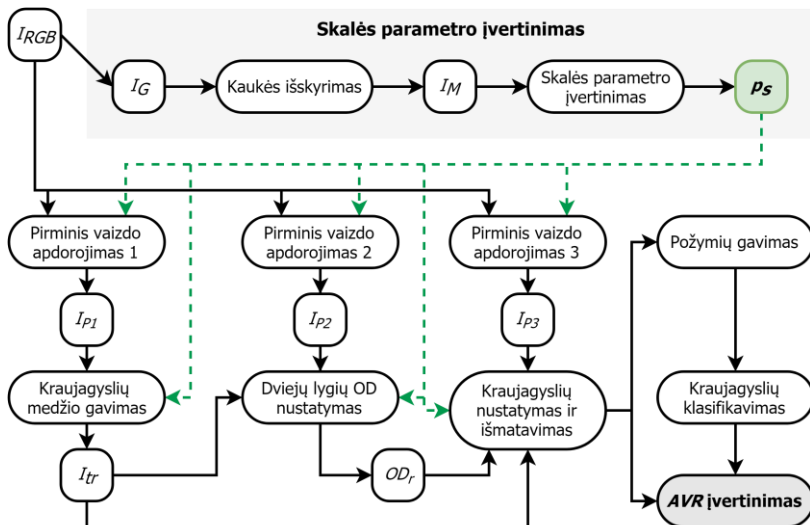 I_RGB
Skalės parametro įvertinimas
I_G
Kaukės išskyrimas
I_M
Skalės parametro
įvertinimas
p_s
Pirminis vaizdo
apdorojimas 1
Pirminis vaizdo
apdorojimas 2
Pirminis vaizdo
apdorojimas 3
Požymių gavimas
I_P1
I_P2
I_P3
Kraujagyslių
medžio gavimas
Dviejų lygių OD
nustatymas
Kraujagyslių
nustatymas ir
išmatavimas
Kraujagyslių
klasifikavimas
I_tr
OD_r
AVR įvertinimas